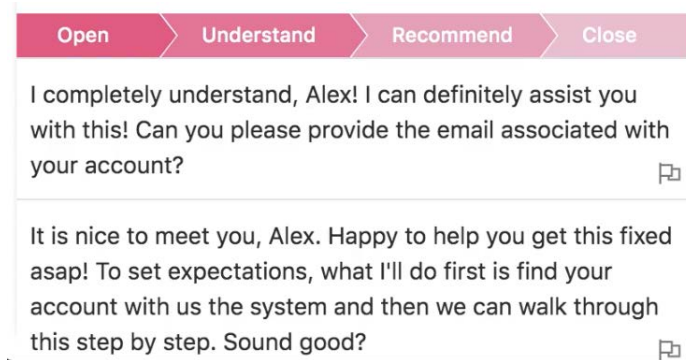 Open Understand Recommend Close
I completely understand, Alex! I can definitely assist you
with this! Can you please provide the email associated with
your account?
It is nice to meet you, Alex. Happy to help you get this fixed
asap! To set expectations, what I'll do first is find your
account with us the system and then we can walk through
this step by step. Sound good?